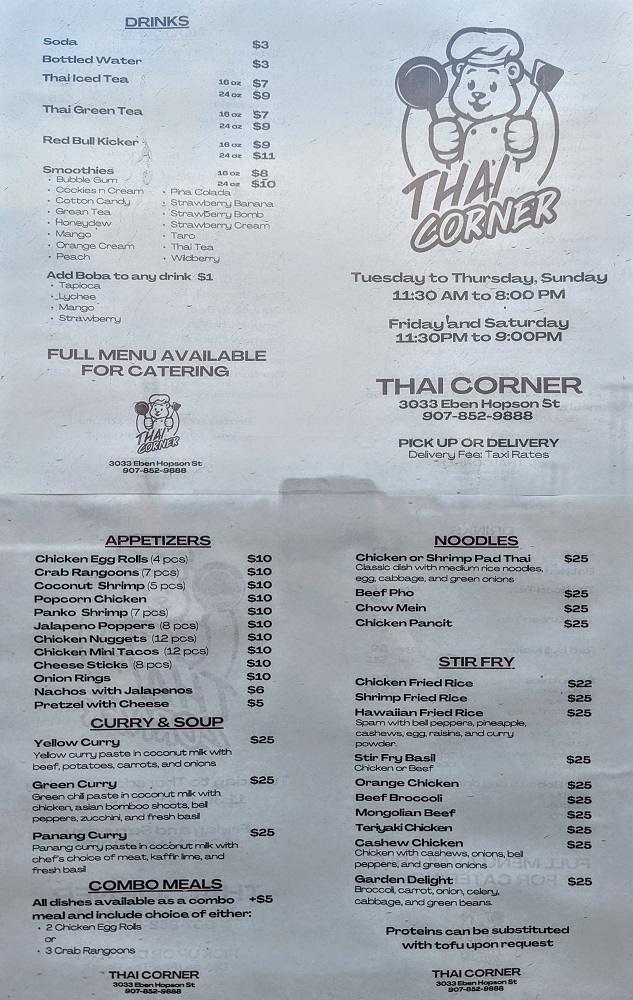 DRINKS
Soda $3
Bottled Water $3
Thai Iced Tea 16 oz $7
24 oz $9
Thai Green Tea 16 oz $7
24 oz $9
Red Bull Kicker 16 oz $9
24 oz $11
Smoothies 16 oz $8
24 oz $10
• Bubble Gum
• Cookies n Cream
• Cotton Candy
• Grean Tea
• Honeydew
• Mango
• Orange Cream
• Peach
• Pina Colada
• Strawberry Banana
• Strawberry Bomb
• Strawberry Cream
• Taro
• Thai Tea
• Wildberry
Add Boba to any drink $1
• Tapioca
• Lychee
• Mango
• Strawberry
FULL MENU AVAILABLE
FOR CATERING
THAI
CORNER
3033 Eben Hopson St
907-852-9888
THAI
CORNER
Tuesday to Thursday, Sunday
11:30 AM to 8:00 PM
Friday and Saturday
11:30PM to 9:00PM
THAI CORNER
3033 Eben Hopson St
907-852-9888
PICK UP OR DELIVERY
Delivery Fee: Taxi Rates
APPETIZERS
Chicken Egg Rolls (4 pcs) $10
Crab Rangoons (7 pcs) $10
Coconut Shrimp (5 pcs) $10
Popcorn Chicken $10
Panko Shrimp (7 pcs) $10
Jalapeno Poppers (8 pcs) $10
Chicken Nuggets (12 pcs) $10
Chicken Mini Tacos (12 pcs) $10
Cheese Sticks (8 pcs) $10
Onion Rings $10
Nachos with Jalapenos $6
Pretzel with Cheese $5
CURRY & SOUP
Yellow Curry $25
Yellow curry paste in coconut milk with
beef, potatoes, carrots, and onions
Green Curry $25
Green chili paste in coconut milk with
chicken, asian bomboo shoots, bell
peppers, zucchini, and fresh basil
Panang Curry $25
Panang curry paste in coconut milk with
chef's choice of meat, kaffir lime, and
fresh basil
COMBO MEALS
All dishes available as a combo +$5
meal and include choice of either:
• 2 Chicken Egg Rolls
or
• 3 Crab Rangoons
THAI CORNER
3033 Eben Hopson St
907-852-9888
NOODLES
Chicken or Shrimp Pad Thai $25
Classic dish with medium rice noodles,
egg, cabbage, and green onions
Beef Pho $25
Chow Mein $25
Chicken Pancit $25
STIR FRY
Chicken Fried Rice $22
Shrimp Fried Rice $25
Hawaiian Fried Rice $25
Spam with bell peppers, pineapple,
cashews, egg, raisins, and curry
powder.
Stir Fry Basil $25
Chicken or Beef
Orange Chicken $25
Beef Broccoli $25
Mongolian Beef $25
Teriyaki Chicken $25
Cashew Chicken $25
Chicken with cashews, onions, bell
peppers, and green onions
Garden Delight $25
Broccoli, carrot, onion, celery,
cabbage, and green beans.
Proteins can be substituted
with tofu upon request
THAI CORNER
3033 Eben Hopson St
907-852-9888